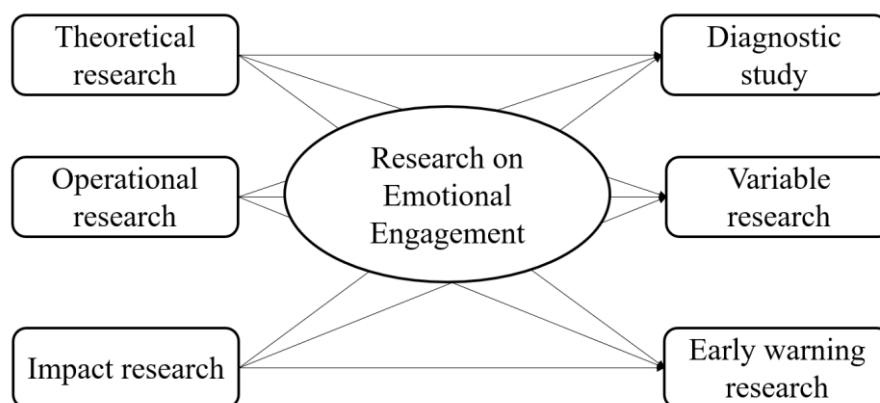 Theoretical
research
Diagnostic
study
Research on
Emotional
Engagement
Operational
research
Variable
research
Impact research
Early warning
research